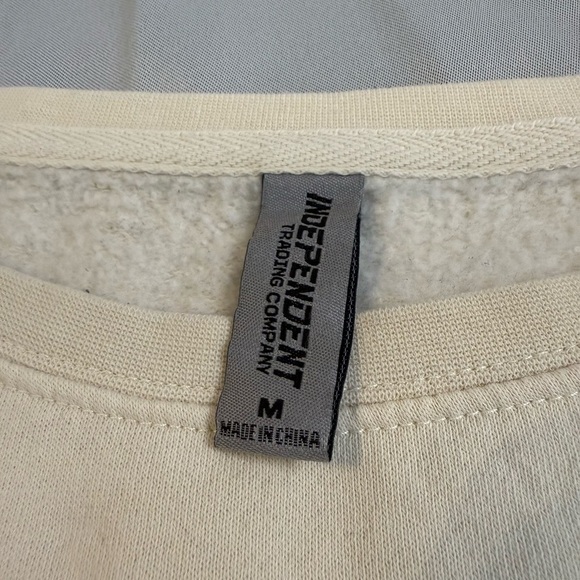 INDEPENDENT
TRADING COMPANY
M
MADE IN CHINA